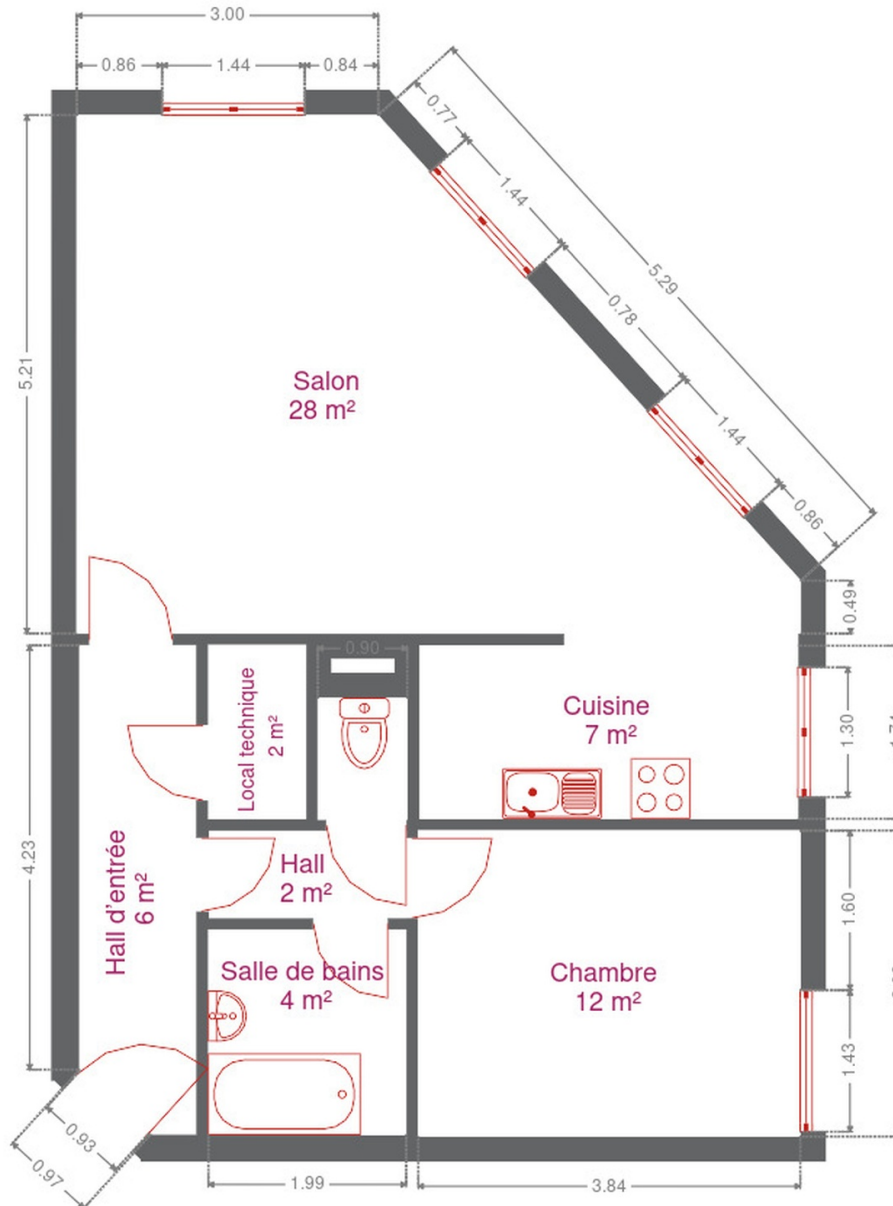 3.00
0.86
1.44
0.84
0.77
1.44
5.29
0.78
5.21
Salon
28 m²
1.44
0.86
0.49
0.90
Local technique
2 m²
Cuisine
7 m²
1.30
4.23
Hall d'entrée
6 m²
Hall
2 m²
1.60
Salle de bains
4 m²
Chambre
12 m²
1.43
0.93
0.97
1.99
3.84